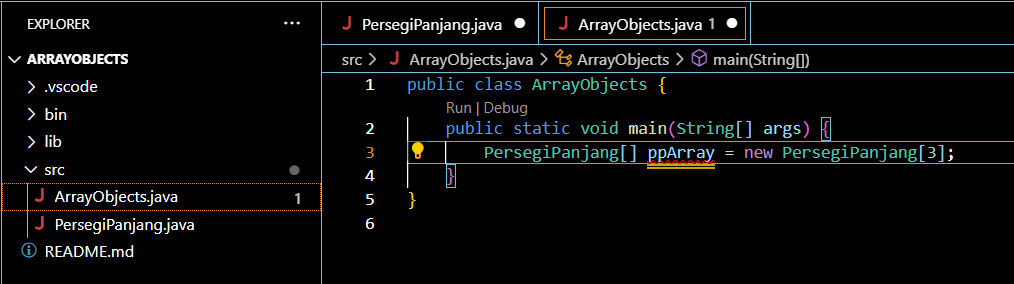 EXPLORER
ARRAYOBJECTS
.vscode
bin
lib
src
J ArrayObjects.java 1
J PersegiPanjang.java
README.md
J PersegiPanjang.java J ArrayObjects.java 1
src > J ArrayObjects.java > ArrayObjects > main(String[])
1 public class ArrayObjects {
Run | Debug
2 public static void main(String[] args) {
3 PersegiPanjang[] ppArray = new PersegiPanjang[3];
4 }
5 }
6